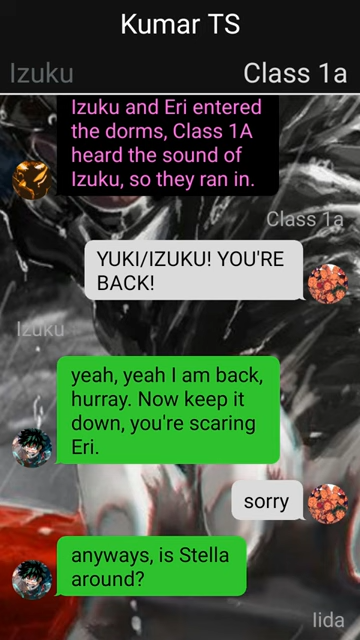 Kumar TS
Izuku
Class 1a
Izuku and Eri entered
the dorms, Class 1A
heard the sound of
Izuku, so they ran in.
Class 1a
YUKI/IZUKU! YOU'RE
BACK!
Izuku
yeah, yeah I am back,
hurray. Now keep it
down, you're scaring
Eri.
sorry
anyways, is Stella
around?
Iida